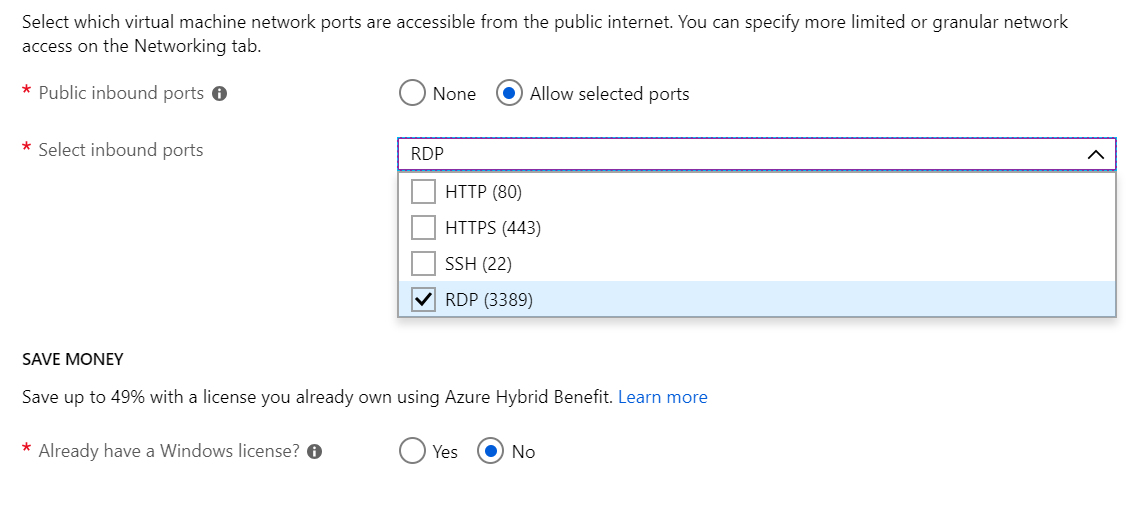 Select which virtual machine network ports are accessible from the public internet. You can specify more limited or granular network
access on the Networking tab.
* Public inbound ports
None
Allow selected ports
* Select inbound ports
RDP
HTTP (80)
HTTPS (443)
SSH (22)
RDP (3389)
SAVE MONEY
Save up to 49% with a license you already own using Azure Hybrid Benefit. Learn more
* Already have a Windows license?
Yes
No